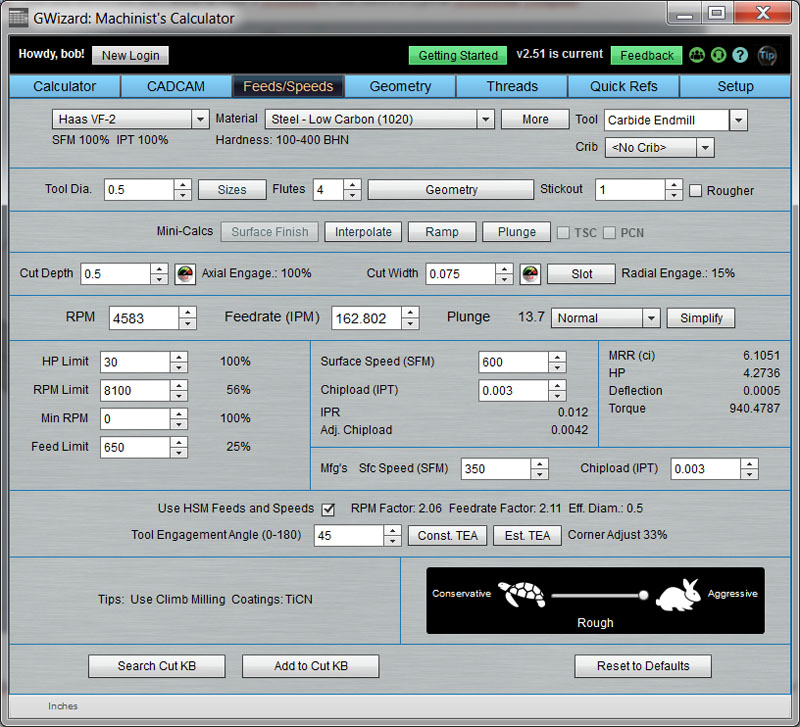 GWizard: Machinist's Calculator
Howdy, bob! New Login Getting Started v2.51 is current Feedback ? Tip
Calculator CADCAM Feeds/Speeds Geometry Threads Quick Refs Setup
Haas VF-2 Material Steel - Low Carbon (1020) More Tool Carbide Endmill
SFM 100% IPT 100% Hardness: 100-400 BHN
Crib <No Crib>
Tool Dia. 0.5 Sizes Flutes 4 Geometry Stickout 1 Rougher
Mini-Calcs Surface Finish Interpolate Ramp Plunge TSC PCN
Cut Depth 0.5 Axial Engage.: 100% Cut Width 0.075 Slot Radial Engage.: 15%
RPM 4583 Feedrate (IPM) 162.802 Plunge 13.7 Normal Simplify
HP Limit 30 100%
RPM Limit 8100 56%
Min RPM 0 100%
Feed Limit 650 25%
Surface Speed (SFM) 600
Chipload (IPT) 0.003
IPR 0.012
Adj. Chipload 0.0042
MRR (ci) 6.1051
HP 4.2736
Deflection 0.0005
Torque 940.4787
Mfg's Sfc Speed (SFM) 350 Chipload (IPT) 0.003
Use HSM Feeds and Speeds RPM Factor: 2.06 Feedrate Factor: 2.11 Eff. Diam.: 0.5
Tool Engagement Angle (0-180) 45 Const. TEA Est. TEA Corner Adjust 33%
Tips: Use Climb Milling Coatings: TiCN
Conservative Aggressive
Rough
Search Cut KB Add to Cut KB Reset to Defaults
Inches